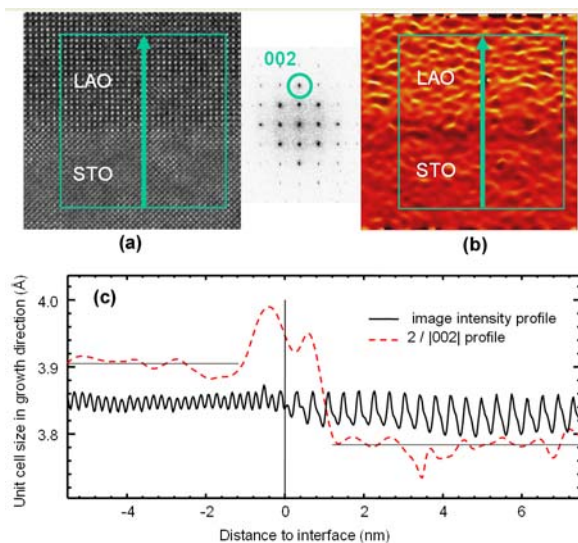 002
LAO
STO
LAO
STO
(a)
(b)
(c)
image intensity profile
2 / |002| profile
Unit cell size in growth direction (Å)
4.0
3.9
3.8
-4
-2
0
2
4
6
Distance to interface (nm)